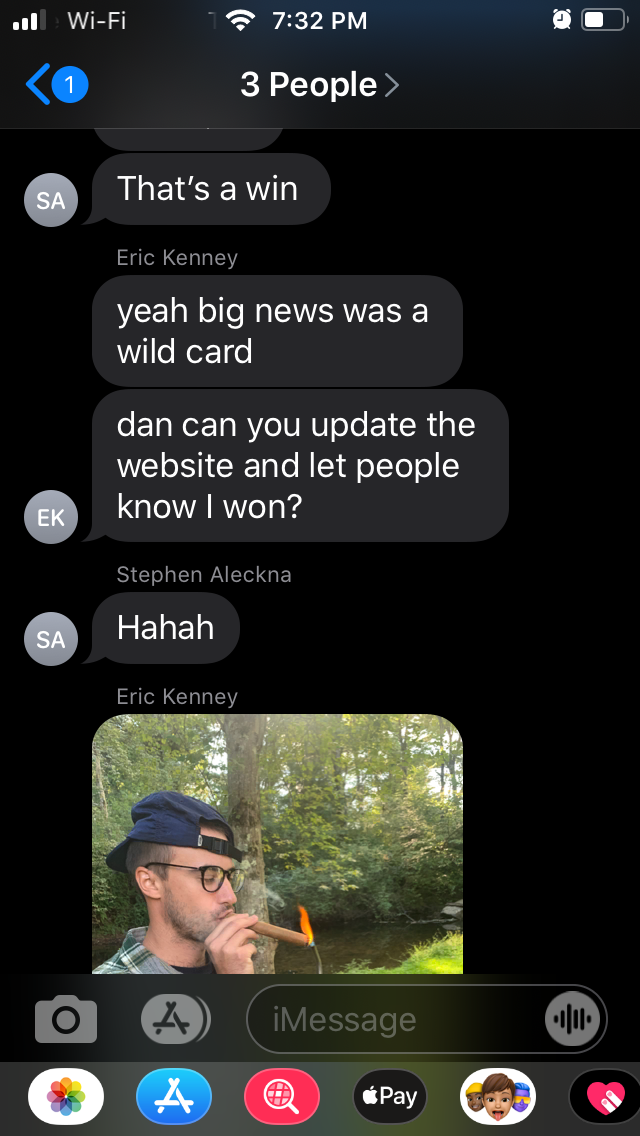 Wi-Fi
7:32 PM
1
3 People
That’s a win
SA
Eric Kenney
yeah big news was a
wild card
dan can you update the
website and let people
know I won?
EK
Stephen Aleckna
Hahah
SA
Eric Kenney
iMessage
Pay